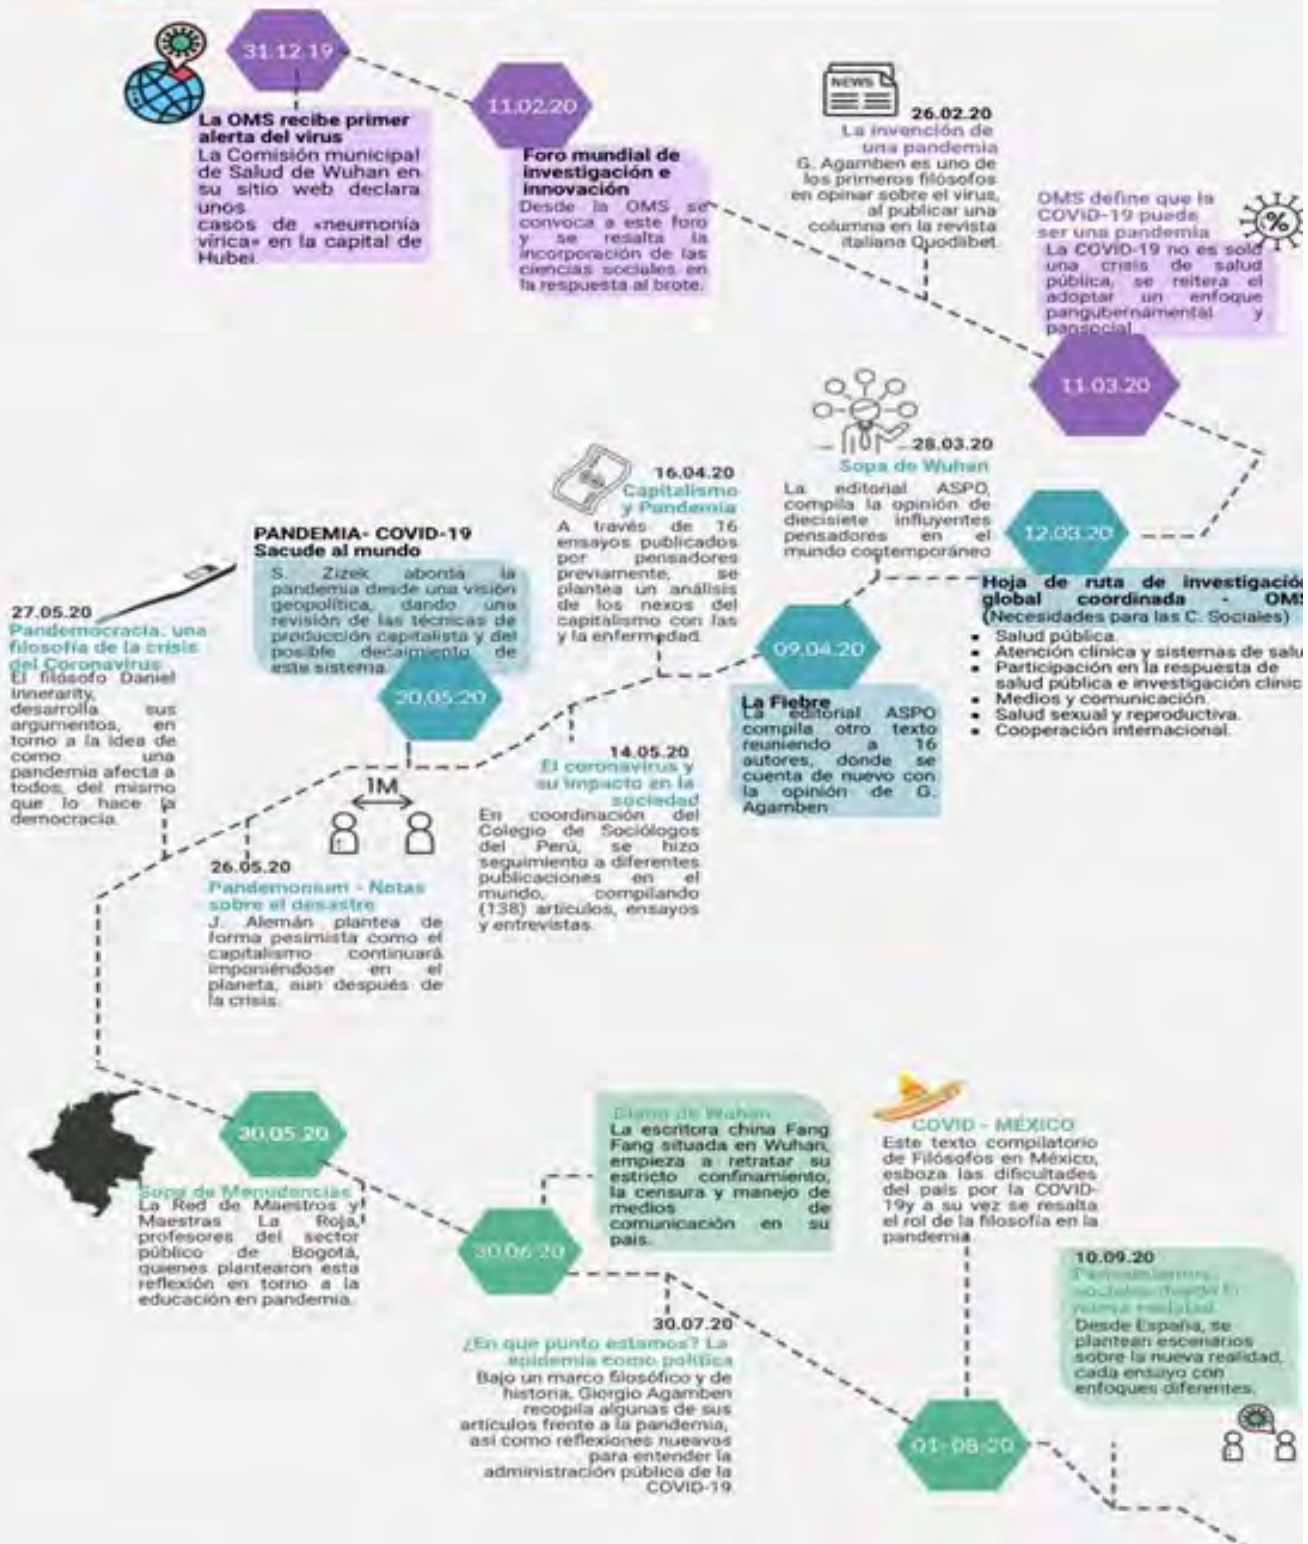 31.12.19
La OMS recibe primer
alerta del virus
La Comisión municipal
de Salud de Wuhan en
su sitio web declara
unos
casos de «neumonía
vírica» en la capital de
Hubei.
11.02.20
Foro mundial de
investigación e
innovación
Desde la OMS se
convoca a este foro
y se resalta la
incorporación de las
ciencias sociales en
la respuesta al brote.
NEWS
26.02.20
La invención de
una pandemia
G. Agamben es uno de
los primeros filósofos
en opinar sobre el virus,
al publicar una
columna en la revista
italiana Quodlibet
OMS define que la
COVID-19 puede
ser una pandemia
La COVID-19 no es solo
una crisis de salud
pública, se reitera el
adoptar un enfoque
pangubernamental y
pansocial
%
11.03.20
12.03.20
Hoja de ruta de investigación
global coordinada - OMS
(Necesidades para las C. Sociales)
• Salud pública
• Atención clínica y sistemas de salu
• Participación en la respuesta de
salud pública e investigación clínic
• Medios y comunicación.
• Salud sexual y reproductiva.
• Cooperación internacional.
28.03.20
Sopa de Wuhan
La editorial ASPO,
compila la opinión de
diecisiete influyentes
pensadores en el
mundo contemporáneo
09.04.20
La Fiebre
La editorial ASPO
compila otro texto
reuniendo a 16
autores, donde se
cuenta de nuevo con
la opinión de G.
Agamben
16.04.20
Capitalismo
y Pandemia
A través de 16
ensayos publicados
por pensadores
previamente, se
plantea un análisis
de los nexos del
capitalismo con las
y la enfermedad.
14.05.20
El coronavirus y
su impacto en la
sociedad
En coordinación del
Colegio de Sociólogos
del Perú, se hizo
seguimiento a diferentes
publicaciones en el
mundo, compilando
(138) artículos, ensayos
y entrevistas.
PANDEMIA- COVID-19
Sacude al mundo
S. Zizek aborda la
pandemia desde una visión
geopolítica, dando una
revisión de las técnicas de
producción capitalista y del
posible decaimiento de
este sistema.
20.05.20
1M
26.05.20
Pandemonium - Notas
sobre el desastre
J. Alemán plantea de
forma pesimista como el
capitalismo continuará
imponiéndose en el
planeta, aun después de
la crisis.
27.05.20
Pandemocracia: una
filosofía de la crisis
del Coronavirus
El filósofo Daniel
Innerarity,
desarrolla sus
argumentos, en
torno a la idea de
como una
pandemia afecta a
todos, del mismo
que lo hace la
democracia.
30.05.20
Sopa de Menudencias
La Red de Maestros y
Maestras La Roja,
profesores del sector
público de Bogotá,
quienes plantearon esta
reflexión en torno a la
educación en pandemia.
30.06.20
Diario de Wuhan
La escritora china Fang
Fang situada en Wuhan,
empieza a retratar su
estricto confinamiento,
la censura y manejo de
medios de
comunicación en su
país.
30.07.20
¿En que punto estamos? La
epidemia como política
Bajo un marco filosófico y de
historia, Giorgio Agamben
recopila algunas de sus
artículos frente a la pandemia,
así como reflexiones nueavas
para entender la
administración pública de la
COVID-19
COVID - MÉXICO
Este texto compilatorio
de Filósofos en México,
esboza las dificultades
del país por la COVID-
19y a su vez se resalta
el rol de la filosofía en la
pandemia
01-08-20
10.09.20
nueva realidad
Desde España, se
plantean escenarios
sobre la nueva realidad,
cada ensayo con
enfoques diferentes.